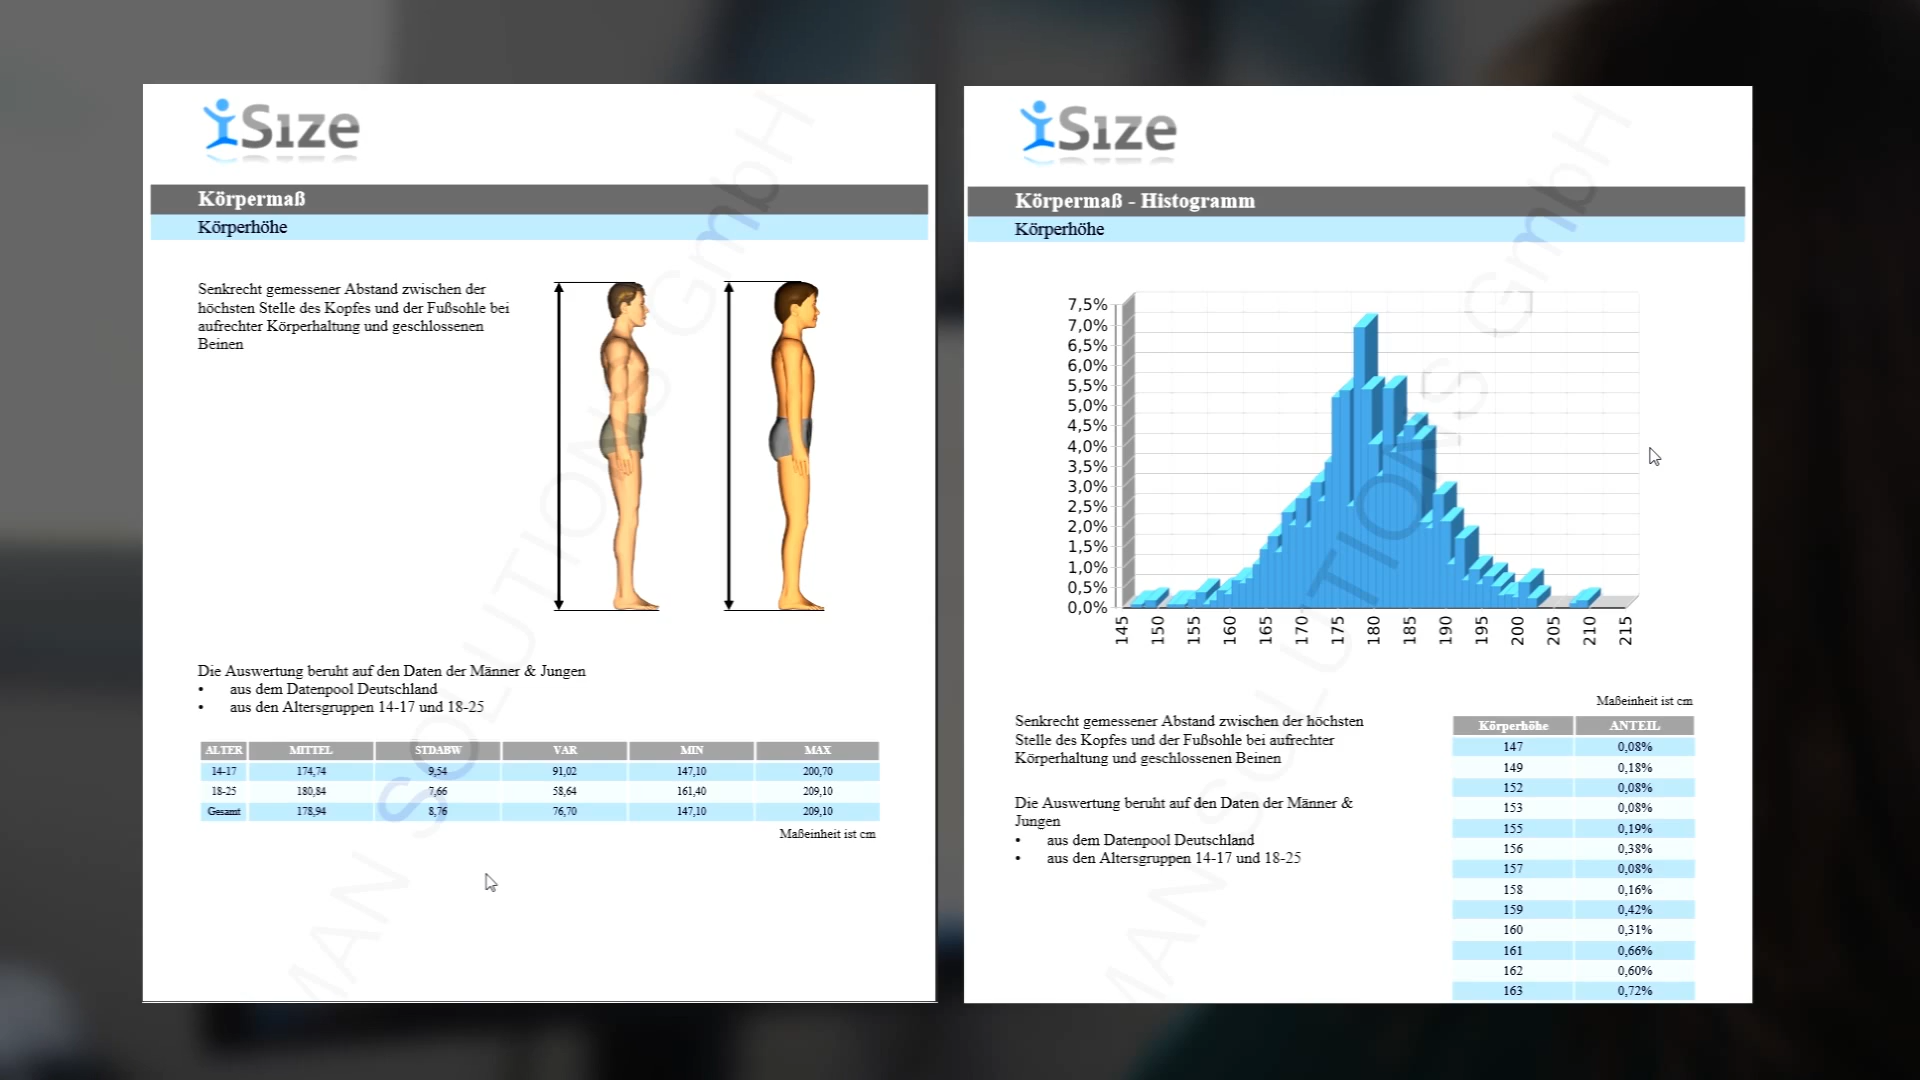 iSize
Körpermaß
Körperhöhe
Senkrecht gemessener Abstand zwischen der
höchsten Stelle des Kopfes und der Fußsohle bei
aufrechter Körperhaltung und geschlossenen
Beinen
Die Auswertung beruht auf den Daten der Männer & Jungen
• aus dem Datenpool Deutschland
• aus den Altersgruppen 14-17 und 18-25
ALTER MITTEL STDABW VAR MIN MAX
14-17 174,74 9,54 91,02 147,10 200,70
18-25 180,84 7,66 58,64 161,40 209,10
Gesamt 178,94 8,76 76,70 147,10 209,10
Maßeinheit ist cm
MAN SOLUTIONS GmbH
iSize
Körpermaß - Histogramm
Körperhöhe
7,5%
7,0%
6,5%
6,0%
5,5%
5,0%
4,5%
4,0%
3,5%
3,0%
2,5%
2,0%
1,5%
1,0%
0,5%
0,0%
145 150 155 160 165 170 175 180 185 190 195 200 205 210 215
Senkrecht gemessener Abstand zwischen der höchsten
Stelle des Kopfes und der Fußsohle bei aufrechter
Körperhaltung und geschlossenen Beinen
Die Auswertung beruht auf den Daten der Männer &
Jungen
• aus dem Datenpool Deutschland
• aus den Altersgruppen 14-17 und 18-25
Maßeinheit ist cm
Körperhöhe ANTEIL
147 0,08%
149 0,18%
152 0,08%
153 0,08%
155 0,19%
156 0,38%
157 0,08%
158 0,16%
159 0,42%
160 0,31%
161 0,66%
162 0,60%
163 0,72%
MAN SOLUTIONS GmbH